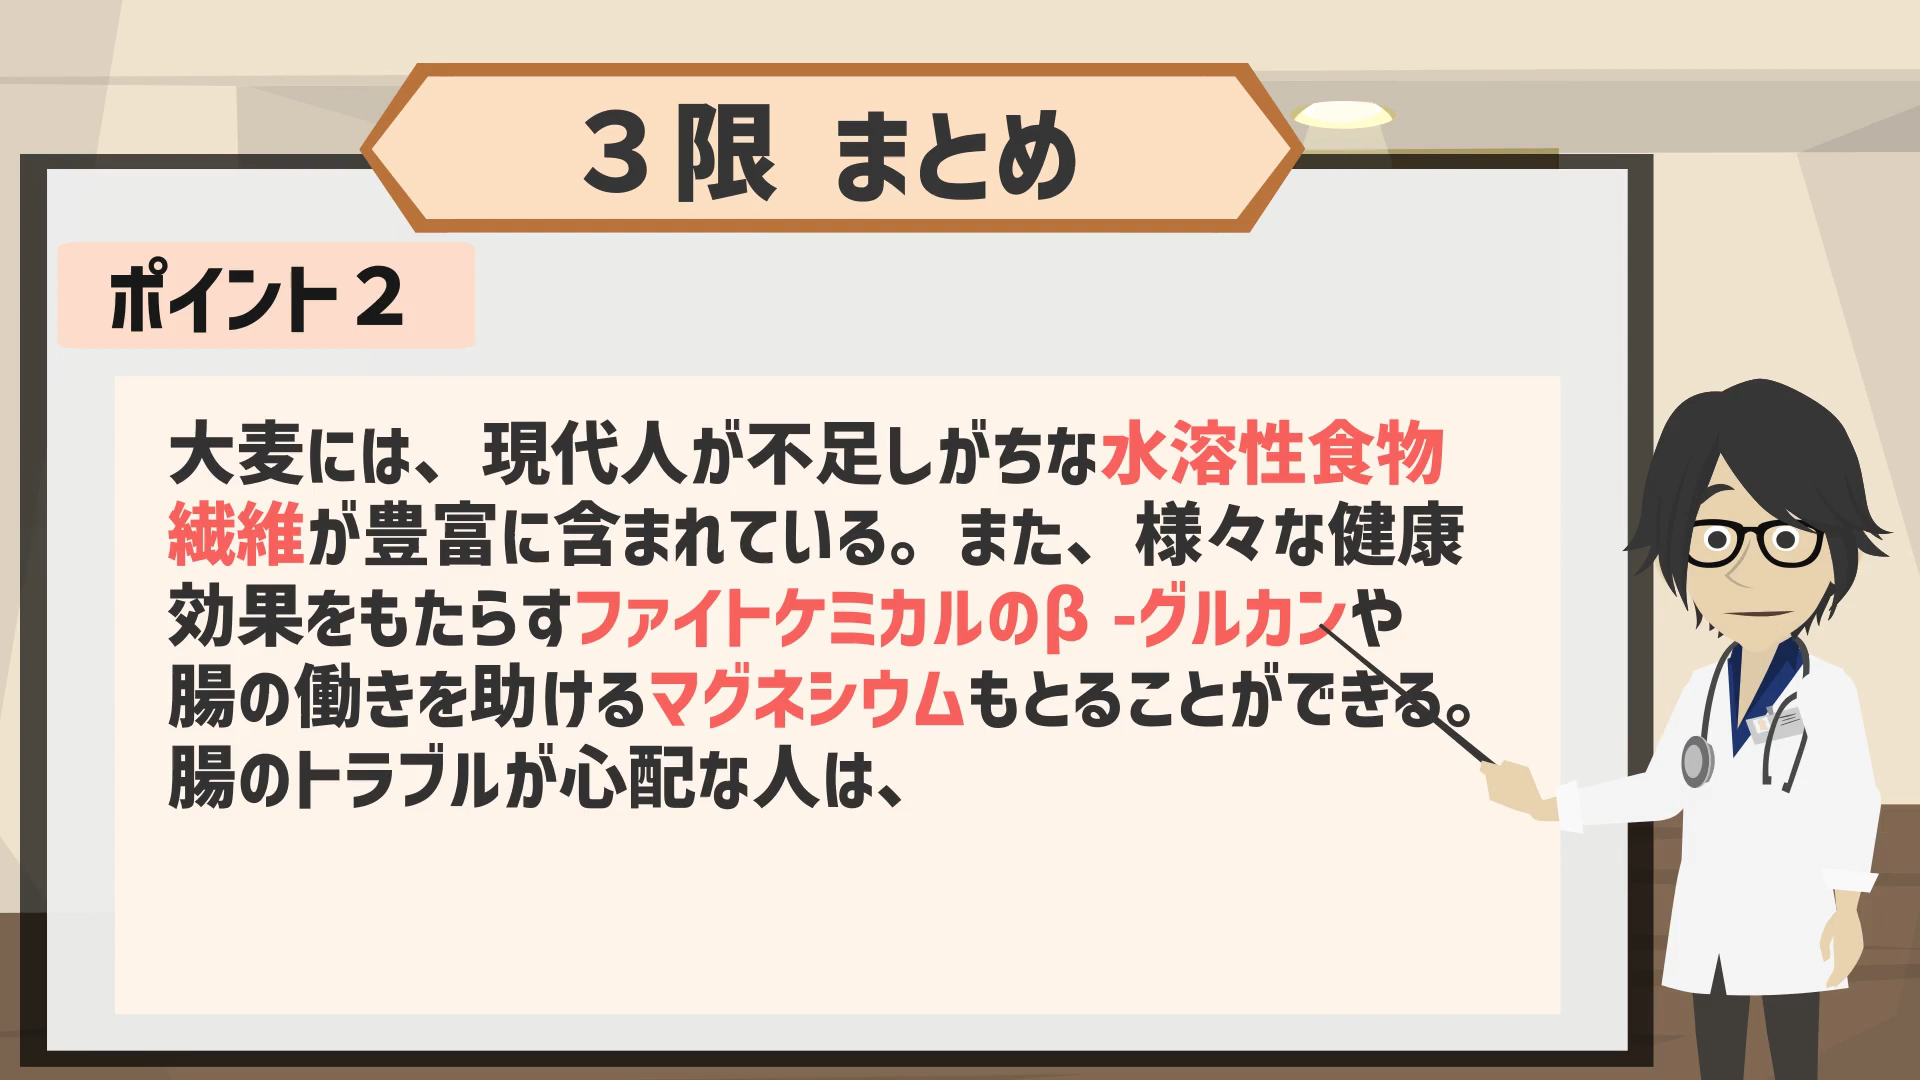 ３限 まとめ
ポイント２
大麦には、現代人が不足しがちな水溶性食物
繊維が豊富に含まれている。また、様々な健康
効果をもたらすファイトケミカルのβ -グルカンや
腸の働きを助けるマグネシウムもとることができる。
腸のトラブルが心配な人は、